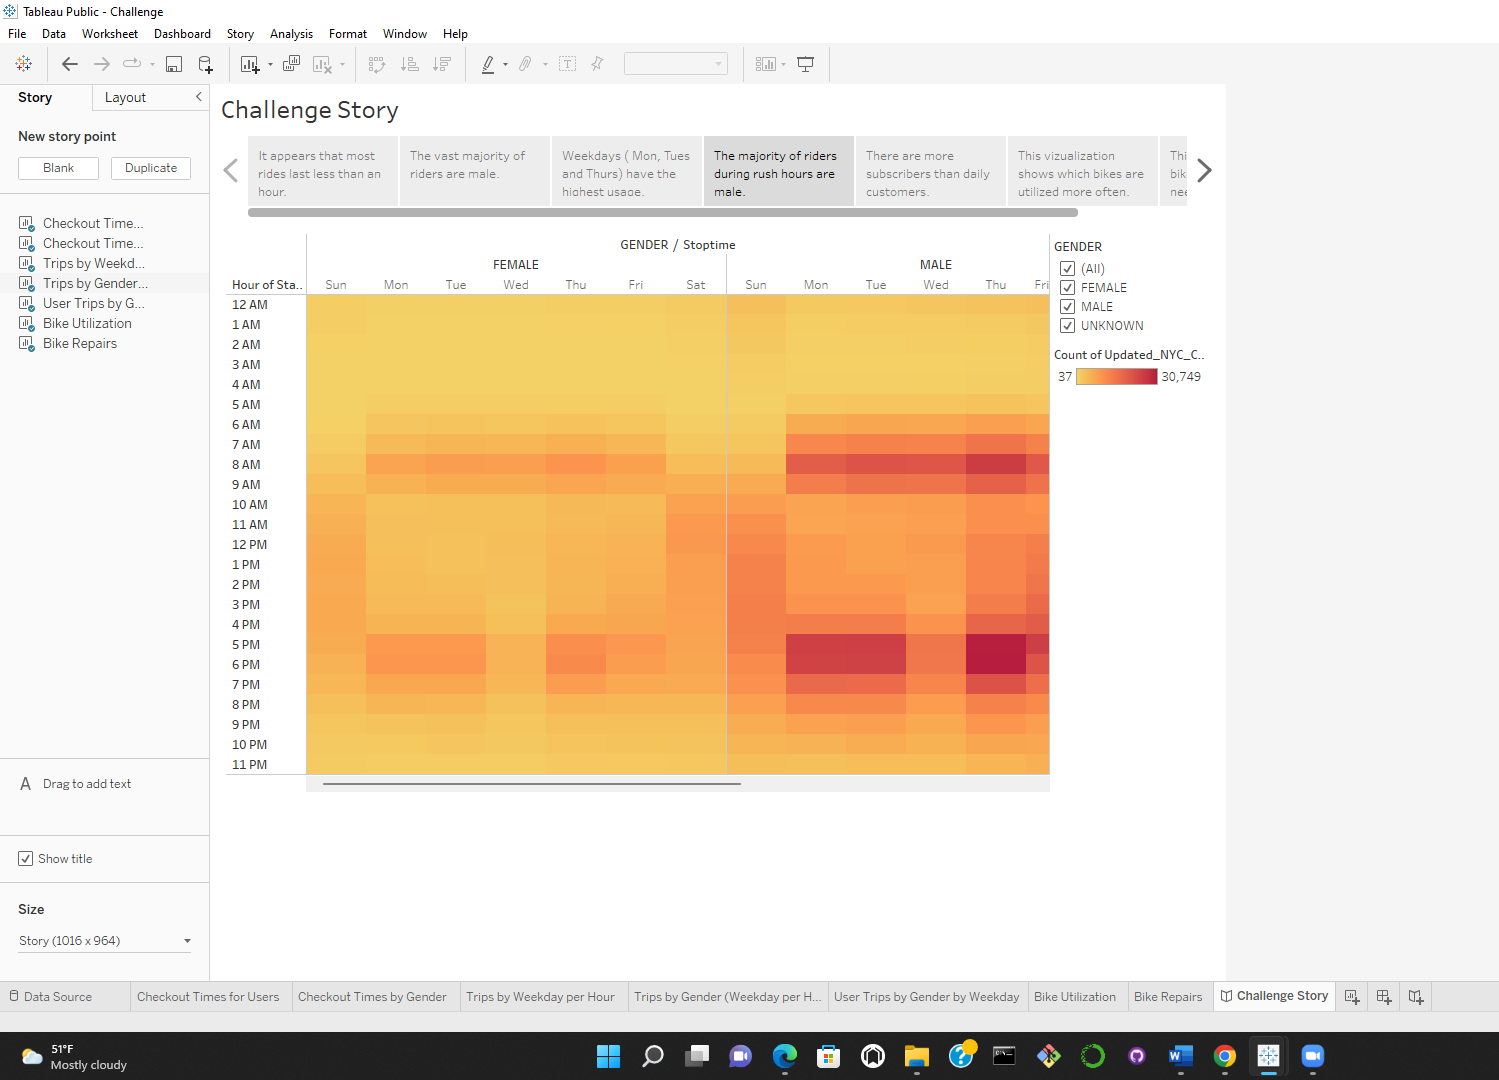 Tableau Public - Challenge
File Data Worksheet Dashboard Story Analysis Format Window Help
Story Layout
New story point
Blank Duplicate
Checkout Time...
Checkout Time...
Trips by Weekd...
Trips by Gender...
User Trips by G...
Bike Utilization
Bike Repairs
A Drag to add text
Show title
Size
Story (1016 x 964)
Challenge Story
It appears that most
rides last less than an
hour.
The vast majority of
riders are male.
Weekdays ( Mon, Tues
and Thurs) have the
highest usage.
The majority of riders
during rush hours are
male.
There are more
subscribers than daily
customers.
This vizualization
shows which bikes are
utilized more often.
Thi
bik
nee
GENDER / Stoptime
FEMALE MALE
Hour of Sta.. Sun Mon Tue Wed Thu Fri Sat Sun Mon Tue Wed Thu Fri
12 AM
1 AM
2 AM
3 AM
4 AM
5 AM
6 AM
7 AM
8 AM
9 AM
10 AM
11 AM
12 PM
1 PM
2 PM
3 PM
4 PM
5 PM
6 PM
7 PM
8 PM
9 PM
10 PM
11 PM
GENDER
(All)
FEMALE
MALE
UNKNOWN
Count of Updated_NYC_C..
37 30,749
Data Source Checkout Times for Users Checkout Times by Gender Trips by Weekday per Hour Trips by Gender (Weekday per H... User Trips by Gender by Weekday Bike Utilization Bike Repairs Challenge Story
51°F
Mostly cloudy